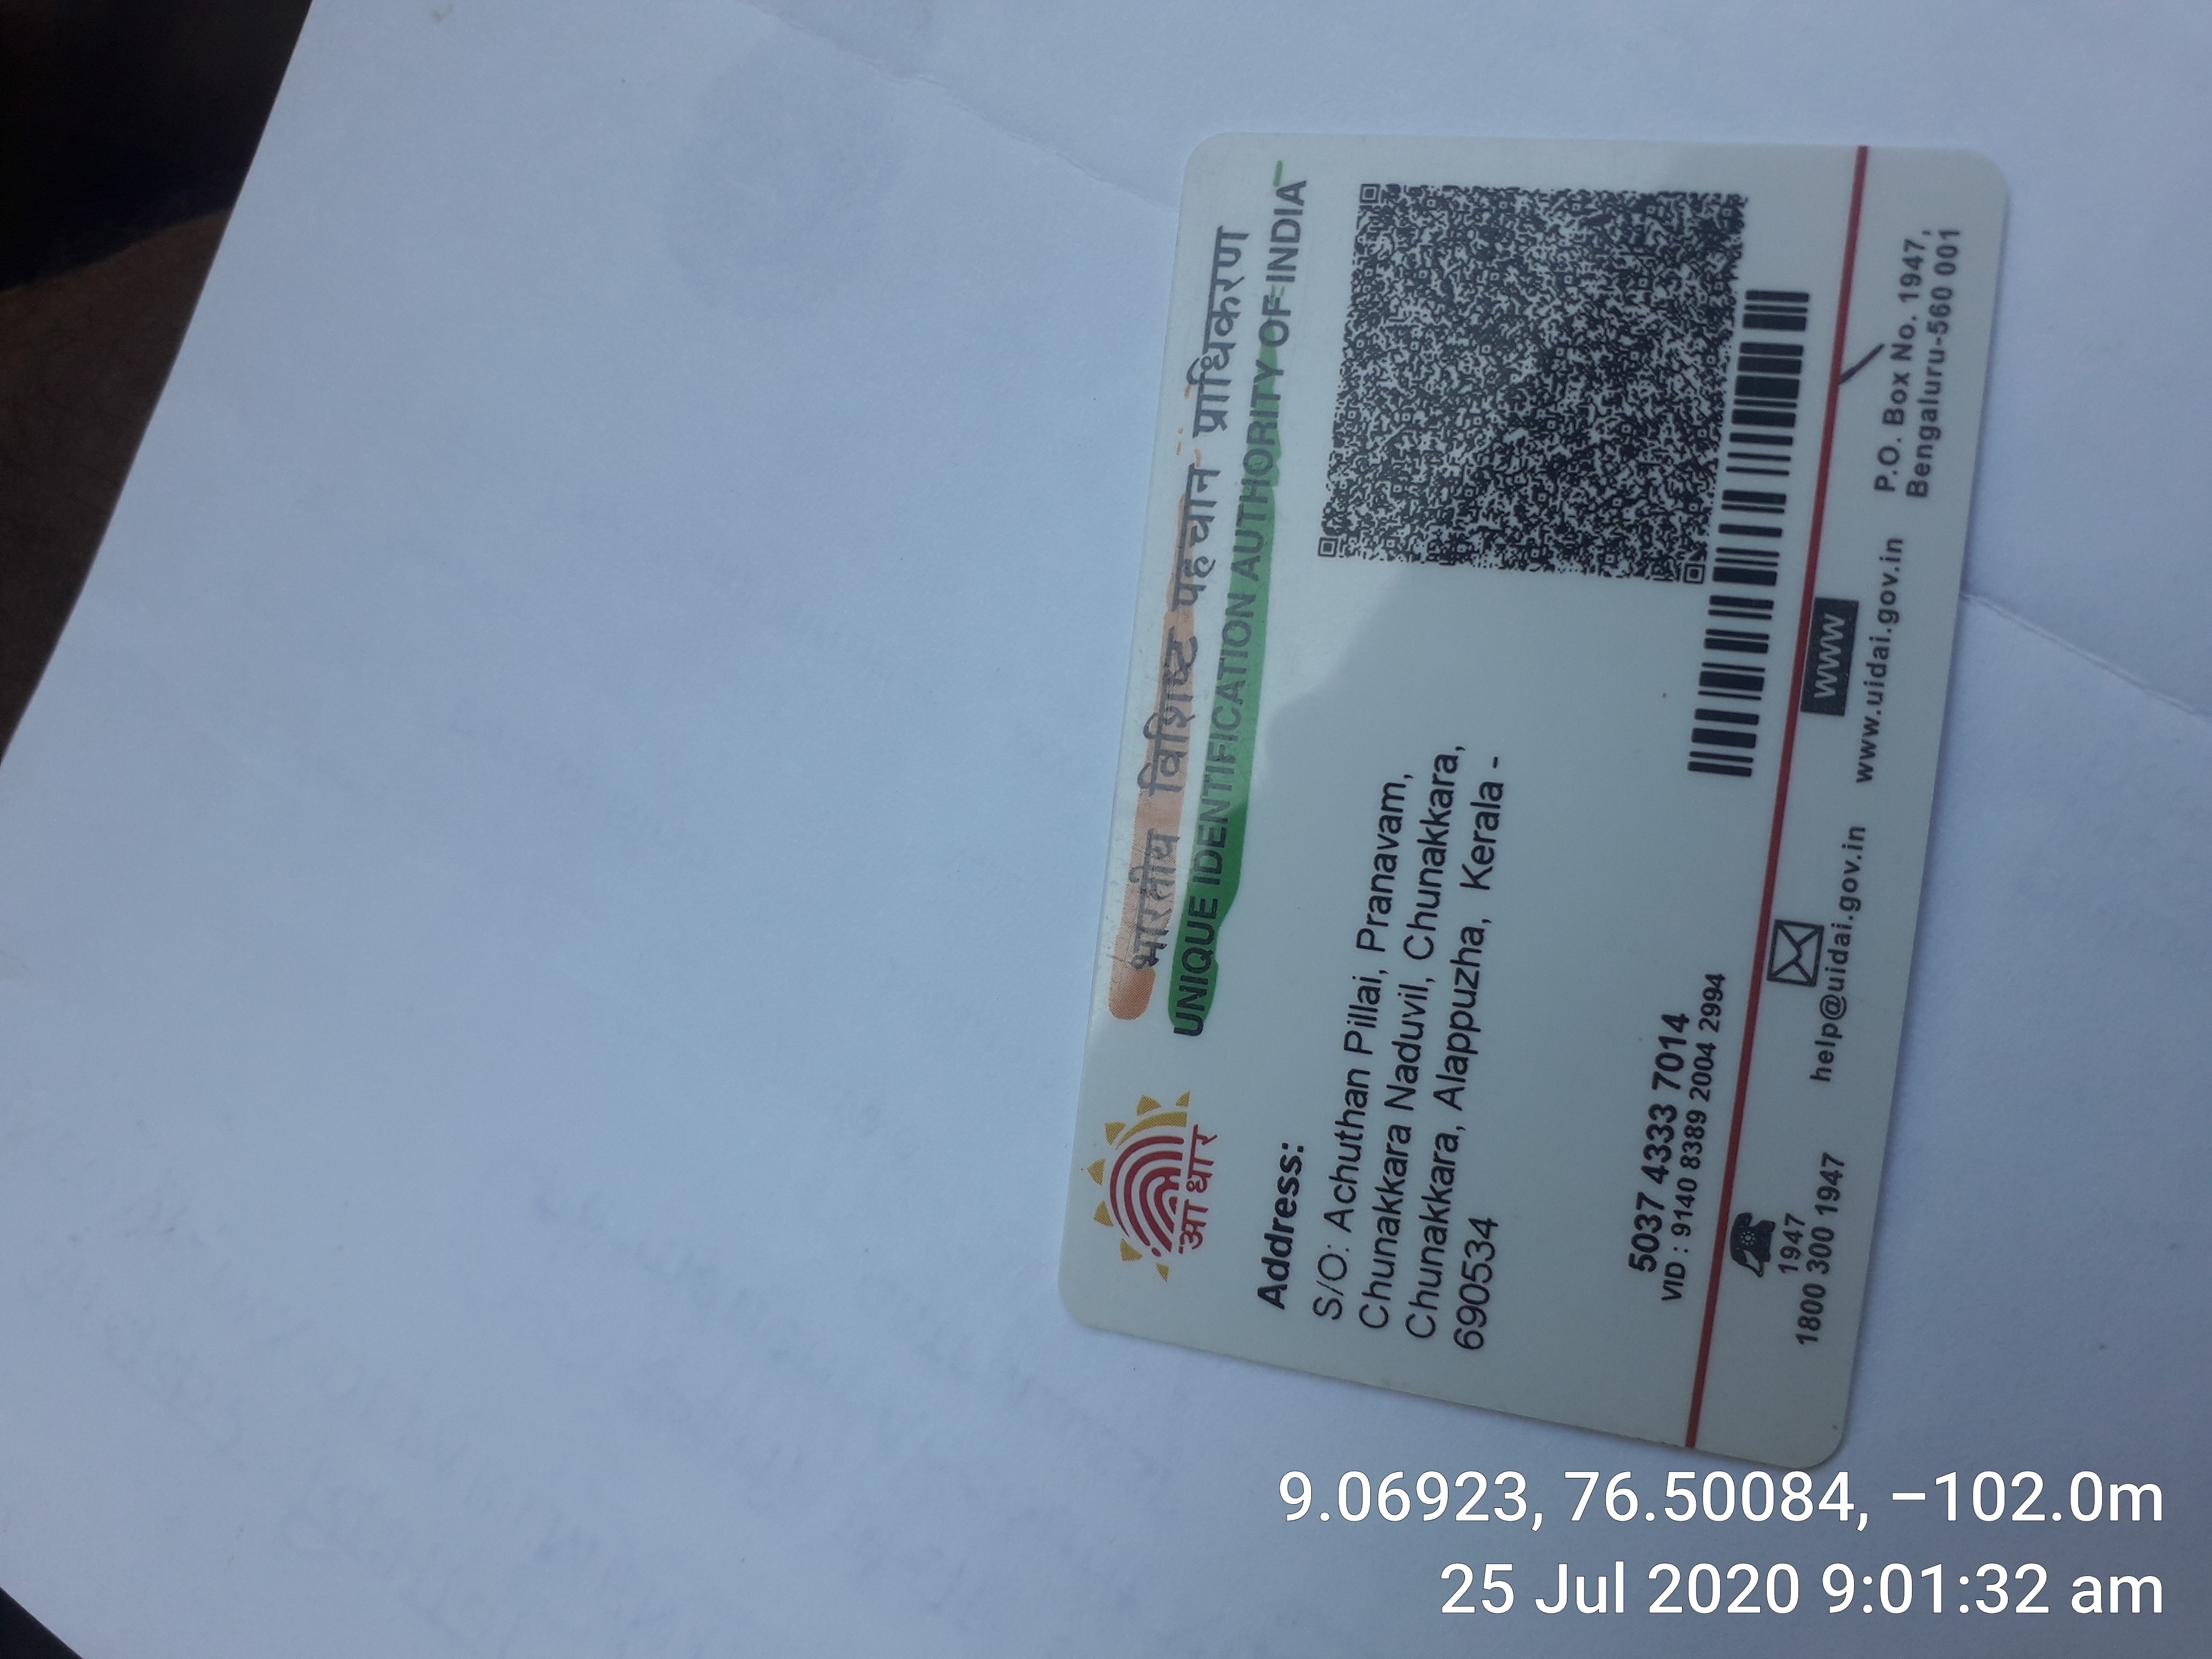 आधार
भारतीय विशिष्ट पहचान प्राधिकरण
UNIQUE IDENTIFICATION AUTHORITY OF INDIA
Address:
S/O: Achuthan Pillai, Pranavam,
Chunakkara Naduvil, Chunakkara,
Chunakkara, Alappuzha, Kerala -
690534
5037 4333 7014
VID : 9140 8389 2004 2994
1947
1800 300 1947
help@uidai.gov.in
www
www.uidai.gov.in
P.O. Box No. 1947,
Bengaluru-560 001
9.06923, 76.50084, −102.0m
25 Jul 2020 9:01:32 am